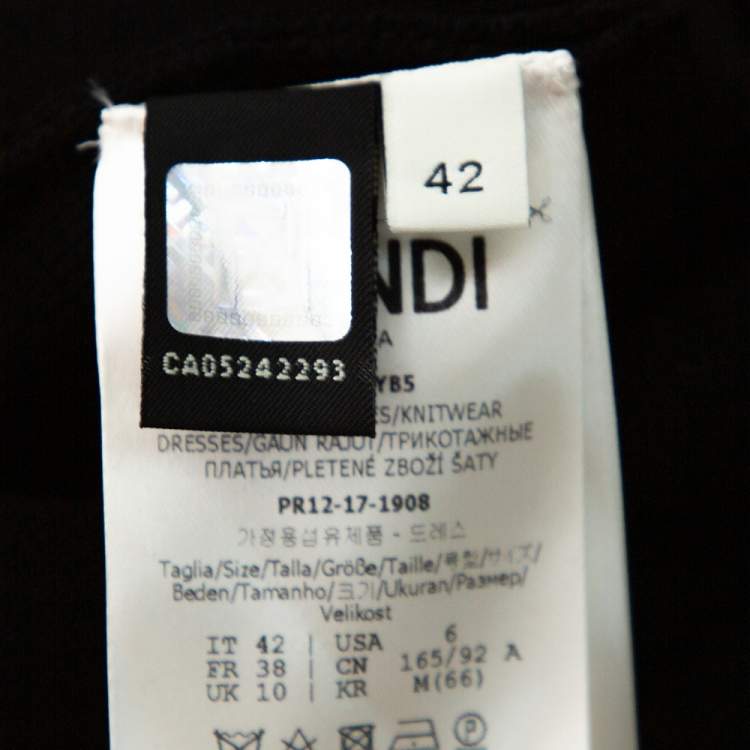 42
NDI
A
CA05242293
YB5
ES/KNITWEAR
DRESSES/GAUN RAJUT/ТРИКОТАЖНЫЕ
ПЛАТЬЯ/PLETENÉ ZBOŽÍ ŠATY
PR12-17-1908
가정용섬유제품 - 드레스
Taglia/Size/Talla/Größe/Taille/号型/サイズ/
Beden/Tamanho/크기/Ukuran/Размер/
Velikost
IT 42 | USA 6
FR 38 | CN 165/92 A
UK 10 | KR M(66)
P